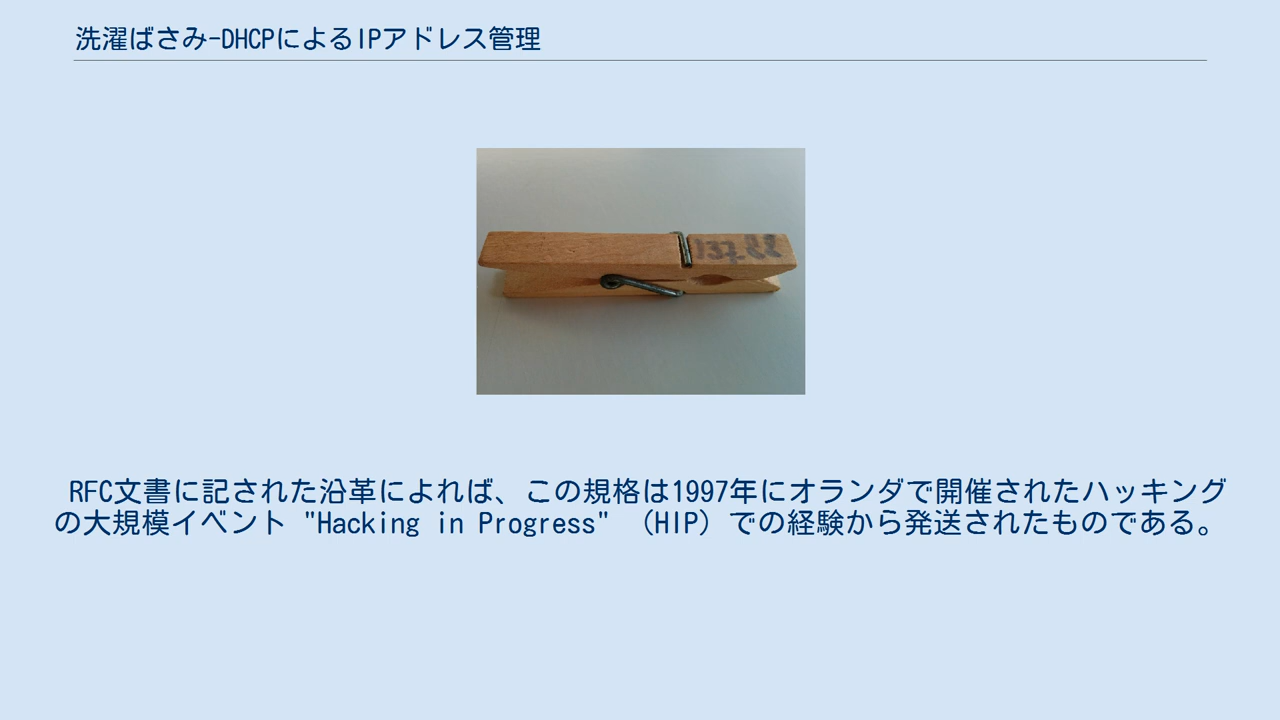 洗濯ばさみ-DHCPによるIPアドレス管理
137
RFC文書に記された沿革によれば、この規格は1997年にオランダで開催されたハッキング
の大規模イベント "Hacking in Progress" （HIP）での経験から発送されたものである。